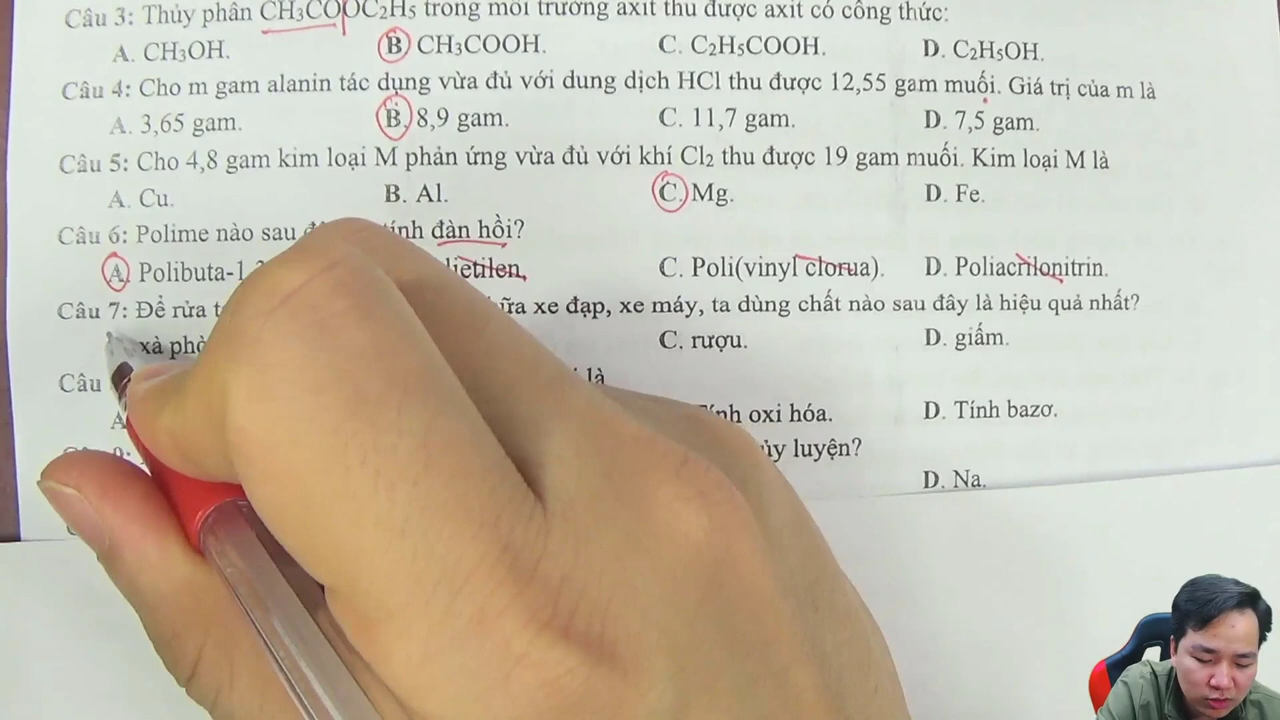 Câu 3: Thủy phân CH3COOC2H5 trong môi trường axit thu được axit có công thức:
A. CH3OH. B. CH3COOH. C. C2H5COOH. D. C2H5OH.
Câu 4: Cho m gam alanin tác dụng vừa đủ với dung dịch HCl thu được 12,55 gam muối. Giá trị của m là
A. 3,65 gam. B. 8,9 gam. C. 11,7 gam. D. 7,5 gam.
Câu 5: Cho 4,8 gam kim loại M phản ứng vừa đủ với khí Cl2 thu được 19 gam muối. Kim loại M là
A. Cu. B. Al. C. Mg. D. Fe.
Câu 6: Polime nào sau tính đàn hồi?
A. Polibuta-1 lietilen, C. Poli(vinyl clorua). D. Poliacrilonitrin.
Câu 7: Để rửa xe đạp, xe máy, ta dùng chất nào sau đây là hiệu quả nhất?
xà C. rượu. D. giấm.
Câu là
A oxi hóa. D. Tính bazơ.
luyện?
D. Na.